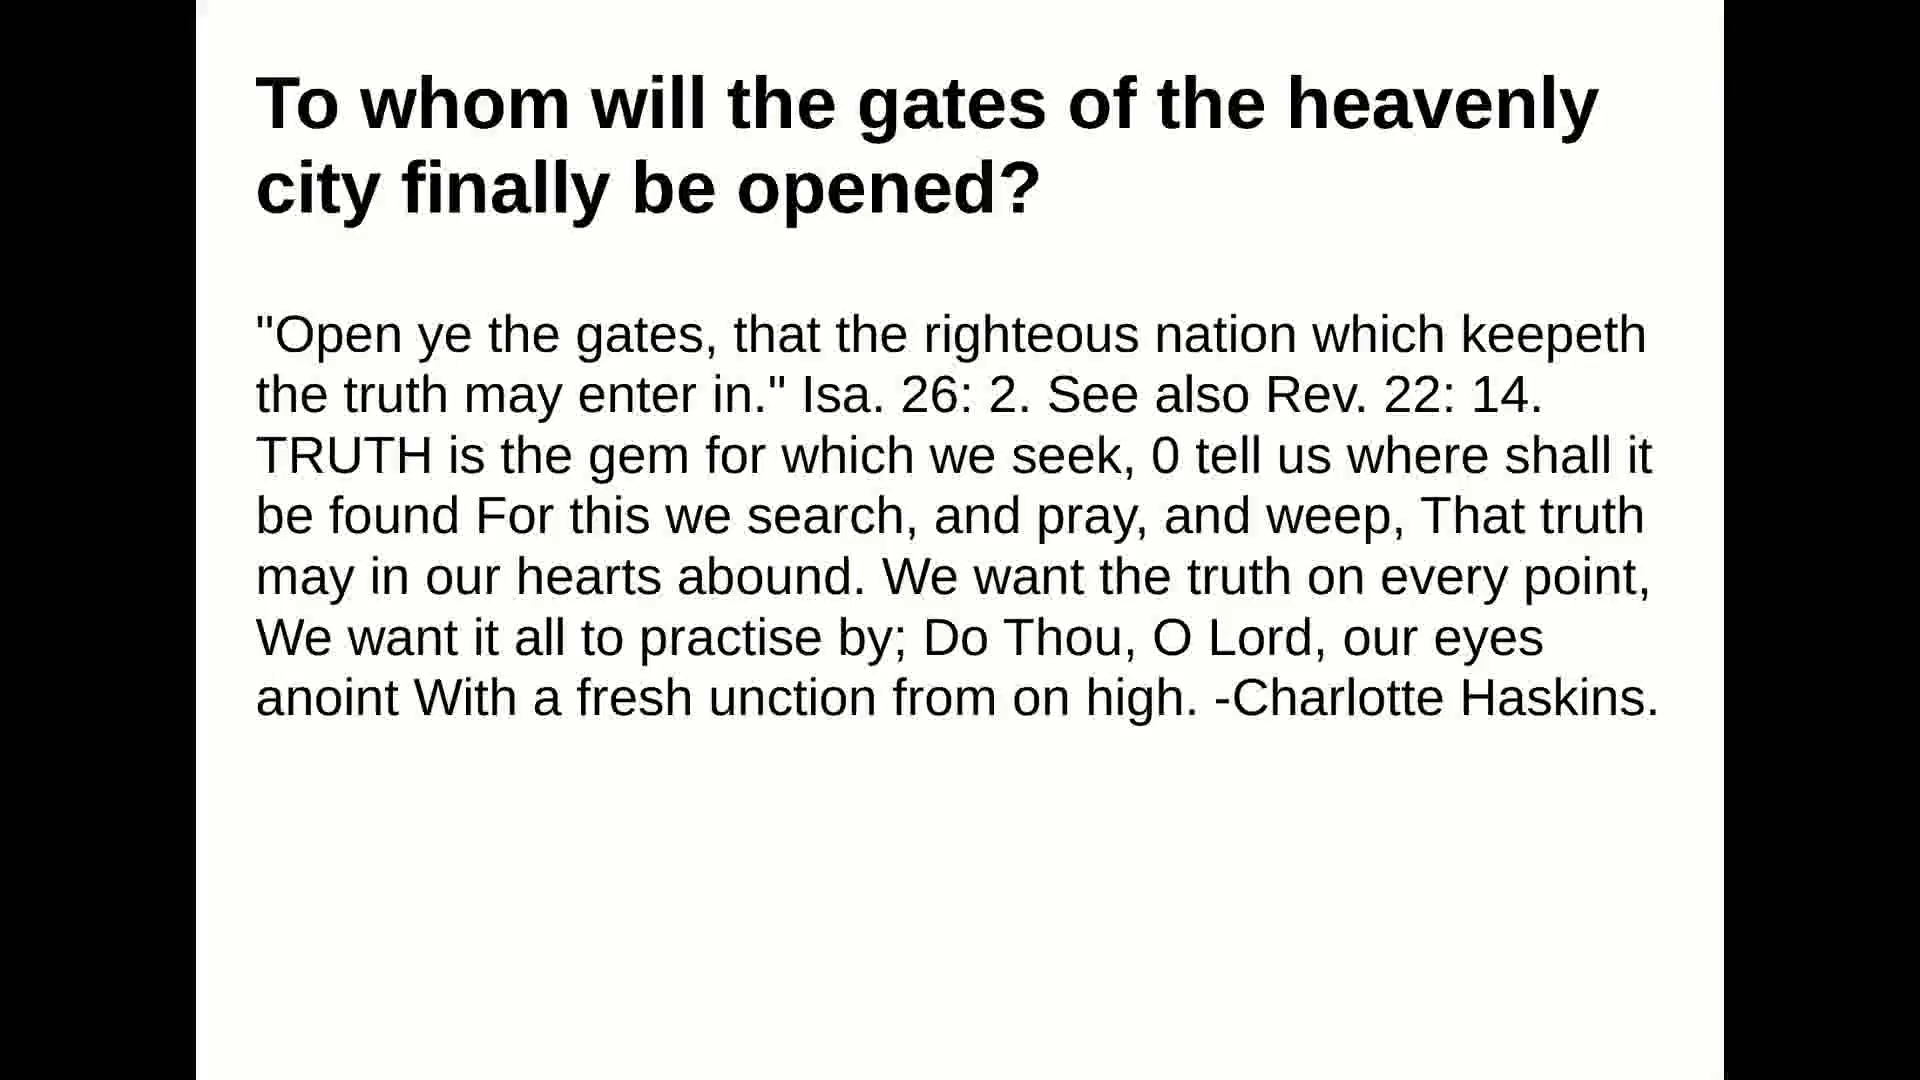 To whom will the gates of the heavenly
city finally be opened?
"Open ye the gates, that the righteous nation which keepeth
the truth may enter in." Isa. 26: 2. See also Rev. 22: 14.
TRUTH is the gem for which we seek, 0 tell us where shall it
be found For this we search, and pray, and weep, That truth
may in our hearts abound. We want the truth on every point,
We want it all to practise by; Do Thou, O Lord, our eyes
anoint With a fresh unction from on high. -Charlotte Haskins.